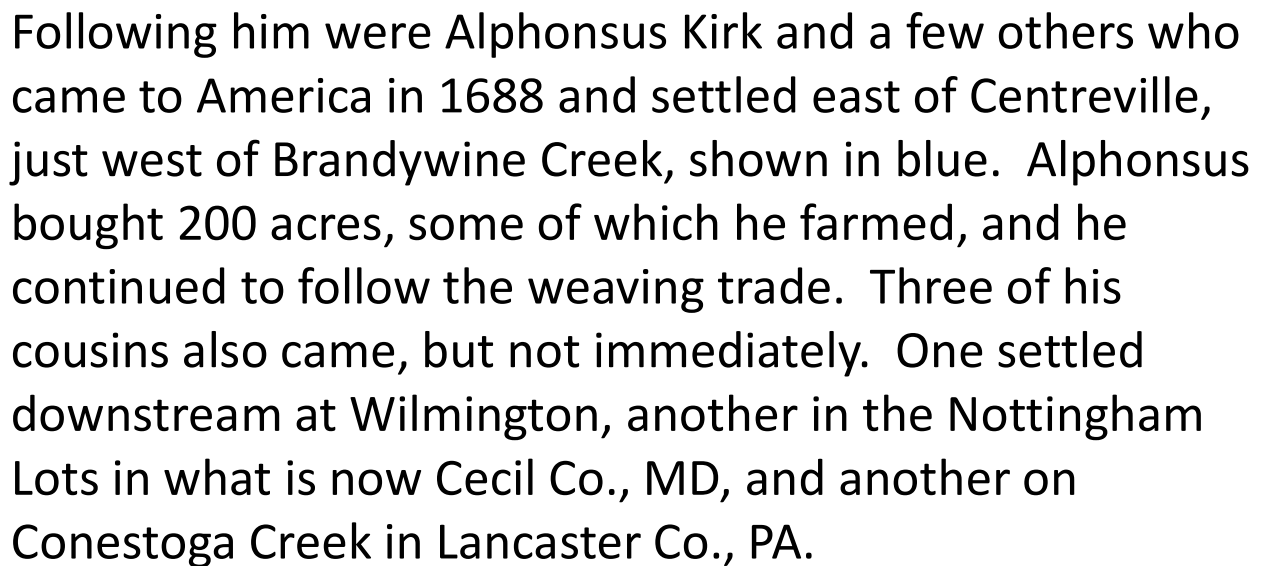 Following him were Alphonsus Kirk and a few others who
came to America in 1688 and settled east of Centreville,
just west of Brandywine Creek, shown in blue.  Alphonsus
bought 200 acres, some of which he farmed, and he
continued to follow the weaving trade.  Three of his
cousins also came, but not immediately.  One settled
downstream at Wilmington, another in the Nottingham
Lots in what is now Cecil Co., MD, and another on
Conestoga Creek in Lancaster Co., PA.